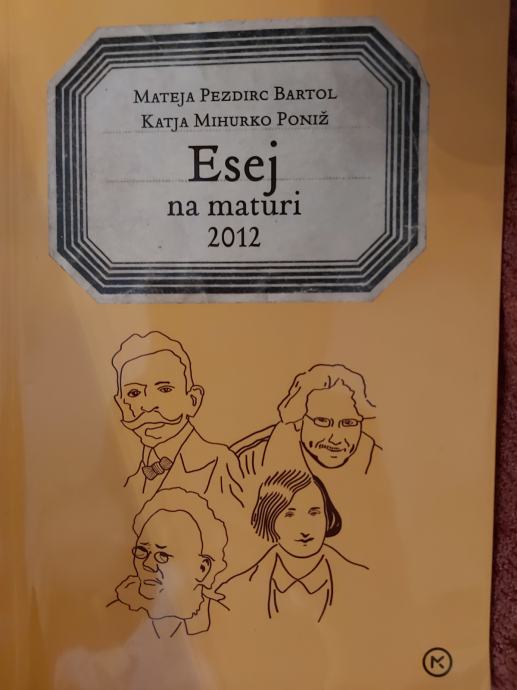 MATEJA PEZDIRC BARTOL
KATJA MIHURKO PONIŽ
Esej
na maturi
2012
M